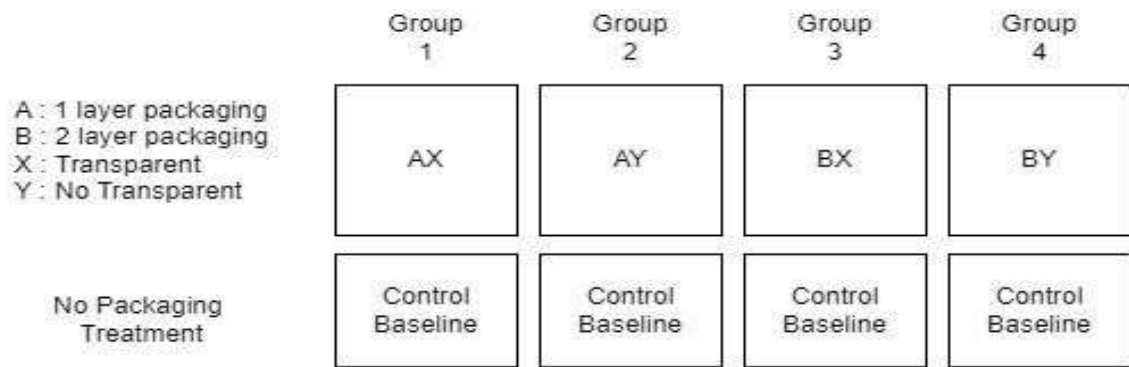 Group
1
Group
2
Group
3
Group
4
A : 1 layer packaging
B : 2 layer packaging
X : Transparent
Y : No Transparent
AX
AY
BX
BY
No Packaging
Treatment
Control
Baseline
Control
Baseline
Control
Baseline
Control
Baseline